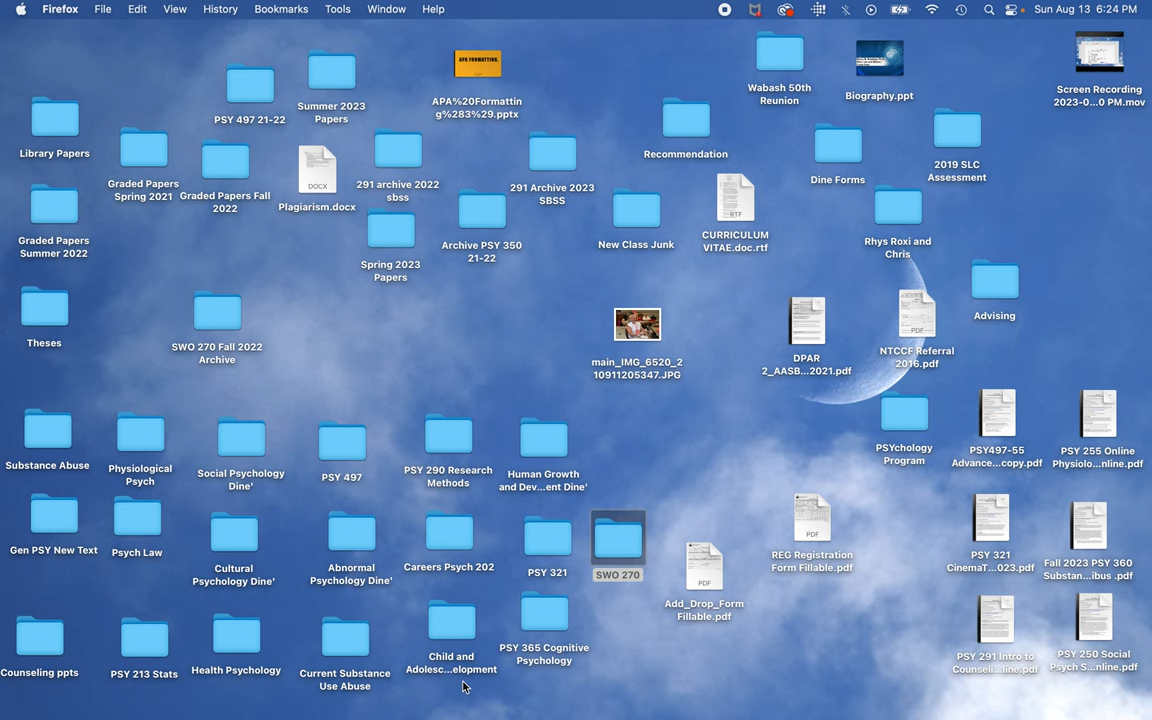 Firefox File Edit View History Bookmarks Tools Window Help
Sun Aug 13 6:24 PM
Library Papers
PSY 497 21-22
Summer 2023
Papers
APA FORMATTING.
APA%20Formattin
g%283%29.pptx
Wabash 50th
Reunion
Biography.ppt
Screen Recording
2023-0...0 PM.mov
Graded Papers
Spring 2021
Graded Papers Fall
2022
DOCX
Plagiarism.docx
291 archive 2022
sbss
291 Archive 2023
SBSS
Recommendation
Dine Forms
2019 SLC
Assessment
Graded Papers
Summer 2022
Spring 2023
Papers
Archive PSY 350
21-22
New Class Junk
RTF
CURRICULUM
VITAE.doc.rtf
Rhys Roxi and
Chris
Theses
SWO 270 Fall 2022
Archive
main_IMG_6520_2
10911205347.JPG
DPAR
2_AASB...2021.pdf
PDF
NTCCF Referral
2016.pdf
Advising
Substance Abuse
Physiological
Psych
Social Psychology
Dine'
PSY 497
PSY 290 Research
Methods
Human Growth
and Dev...ent Dine'
PSYchology
Program
PSY497-55
Advance...copy.pdf
PSY 255 Online
Physiolo...nline.pdf
Gen PSY New Text
Psych Law
Cultural
Psychology Dine'
Abnormal
Psychology Dine'
Careers Psych 202
PSY 321
SWO 270
PDF
Add_Drop_Form
Fillable.pdf
PDF
REG Registration
Form Fillable.pdf
PSY 321
CinemaT...023.pdf
Fall 2023 PSY 360
Substan...ibus .pdf
Counseling ppts
PSY 213 Stats
Health Psychology
Current Substance
Use Abuse
Child and
Adolesc...elopment
PSY 365 Cognitive
Psychology
PSY 291 Intro to
Counseli...line.pdf
PSY 250 Social
Psych S...nline.pdf